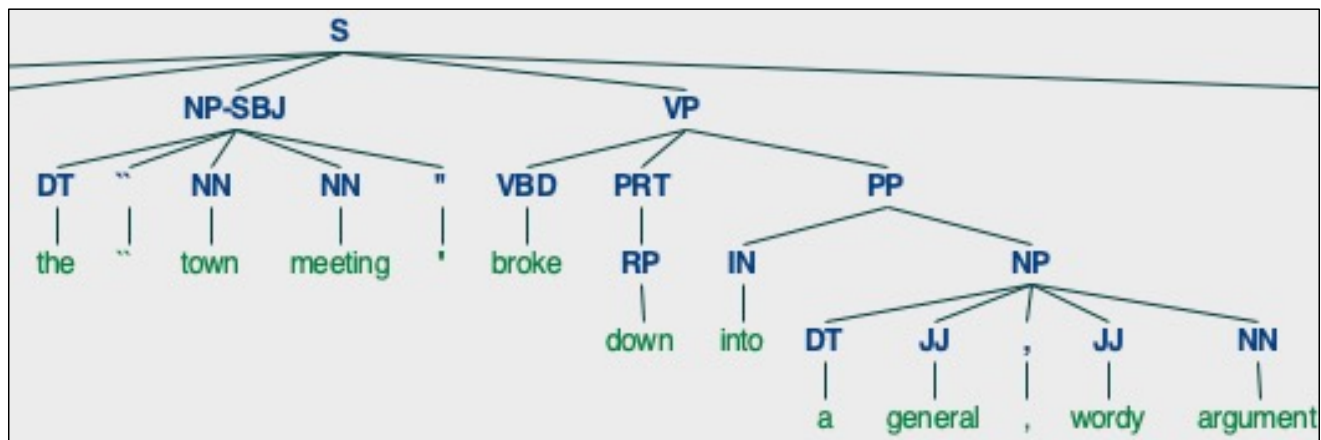 S
NP-SBJ VP
DT `` NN NN " VBD PRT PP
the `` town meeting ' broke RP IN NP
down into DT JJ , JJ NN
a general , wordy argument